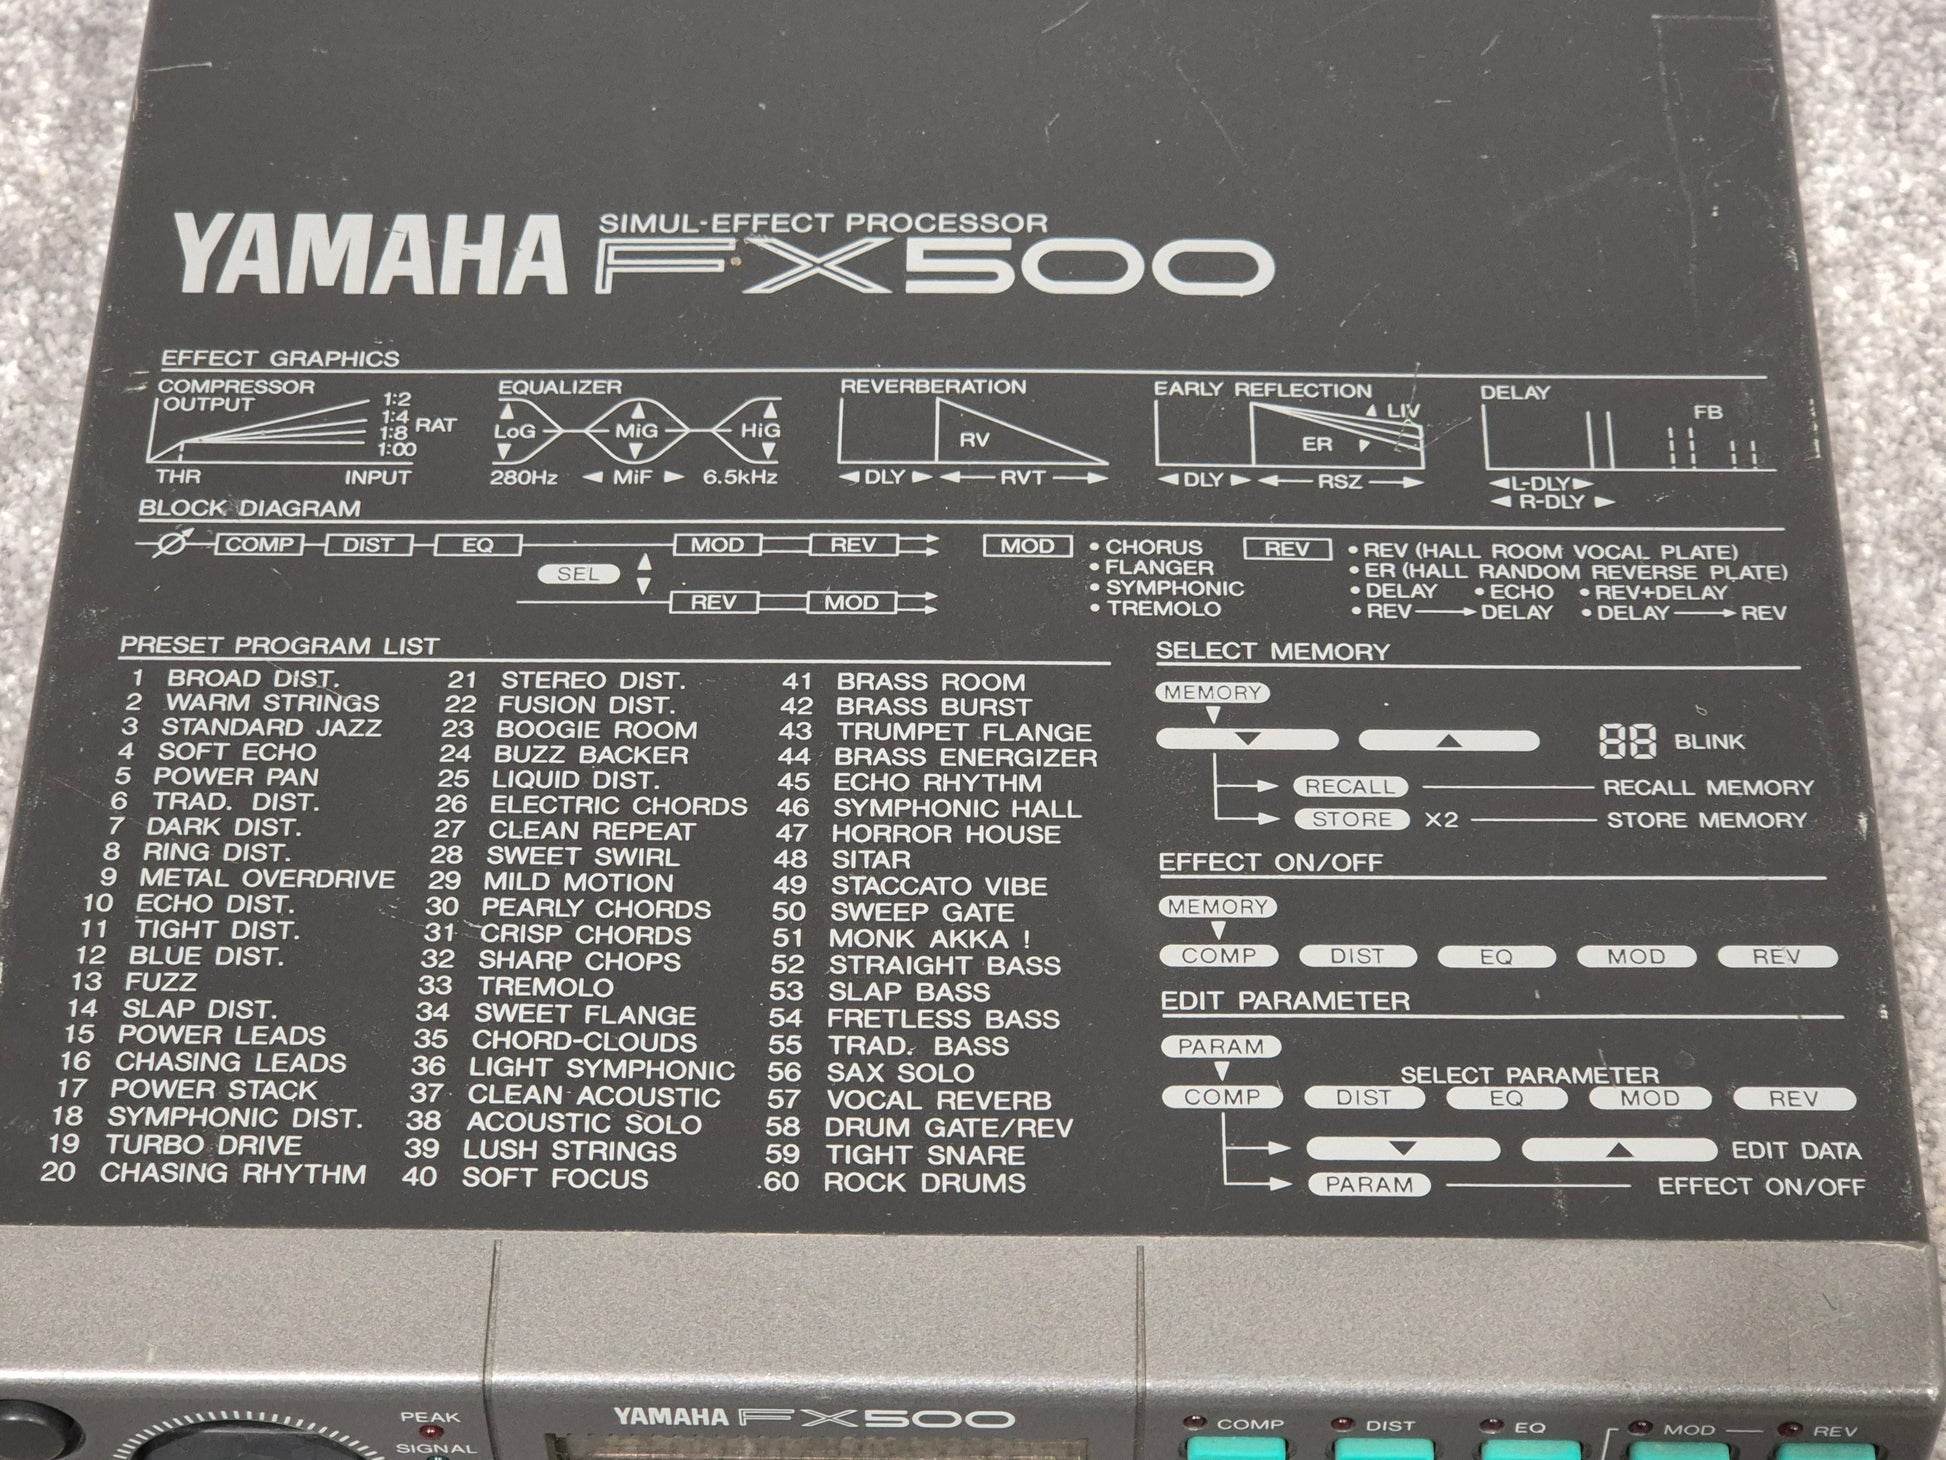 SIMUL-EFFECT PROCESSOR
YAMAHA FX500
EFFECT GRAPHICS
COMPRESSOR
OUTPUT
1:2
1:4
RAT
1:8
1:00
THR
INPUT
EQUALIZER
LoG
MiG
HiG
280Hz
MiF
6.5kHz
REVERBERATION
RV
DLY
RVT
EARLY REFLECTION
LIV
ER
DLY
RSZ
DELAY
FB
L-DLY
R-DLY
BLOCK DIAGRAM
COMP DIST EQ MOD REV
SEL
REV MOD
MOD
• CHORUS
• FLANGER
• SYMPHONIC
• TREMOLO
REV
• REV (HALL ROOM VOCAL PLATE)
• ER (HALL RANDOM REVERSE PLATE)
• DELAY • ECHO • REV+DELAY
• REV → DELAY • DELAY → REV
PRESET PROGRAM LIST
1 BROAD DIST.
2 WARM STRINGS
3 STANDARD JAZZ
4 SOFT ECHO
5 POWER PAN
6 TRAD. DIST.
7 DARK DIST.
8 RING DIST.
9 METAL OVERDRIVE
10 ECHO DIST.
11 TIGHT DIST.
12 BLUE DIST.
13 FUZZ
14 SLAP DIST.
15 POWER LEADS
16 CHASING LEADS
17 POWER STACK
18 SYMPHONIC DIST.
19 TURBO DRIVE
20 CHASING RHYTHM
21 STEREO DIST.
22 FUSION DIST.
23 BOOGIE ROOM
24 BUZZ BACKER
25 LIQUID DIST.
26 ELECTRIC CHORDS
27 CLEAN REPEAT
28 SWEET SWIRL
29 MILD MOTION
30 PEARLY CHORDS
31 CRISP CHORDS
32 SHARP CHOPS
33 TREMOLO
34 SWEET FLANGE
35 CHORD-CLOUDS
36 LIGHT SYMPHONIC
37 CLEAN ACOUSTIC
38 ACOUSTIC SOLO
39 LUSH STRINGS
40 SOFT FOCUS
41 BRASS ROOM
42 BRASS BURST
43 TRUMPET FLANGE
44 BRASS ENERGIZER
45 ECHO RHYTHM
46 SYMPHONIC HALL
47 HORROR HOUSE
48 SITAR
49 STACCATO VIBE
50 SWEEP GATE
51 MONK AKKA !
52 STRAIGHT BASS
53 SLAP BASS
54 FRETLESS BASS
55 TRAD. BASS
56 SAX SOLO
57 VOCAL REVERB
58 DRUM GATE/REV
59 TIGHT SNARE
60 ROCK DRUMS
SELECT MEMORY
MEMORY
88 BLINK
RECALL RECALL MEMORY
STORE X2 STORE MEMORY
EFFECT ON/OFF
MEMORY
COMP DIST EQ MOD REV
EDIT PARAMETER
PARAM
SELECT PARAMETER
COMP DIST EQ MOD REV
EDIT DATA
PARAM EFFECT ON/OFF
PEAK
SIGNAL
YAMAHA FX500
COMP DIST EQ MOD REV